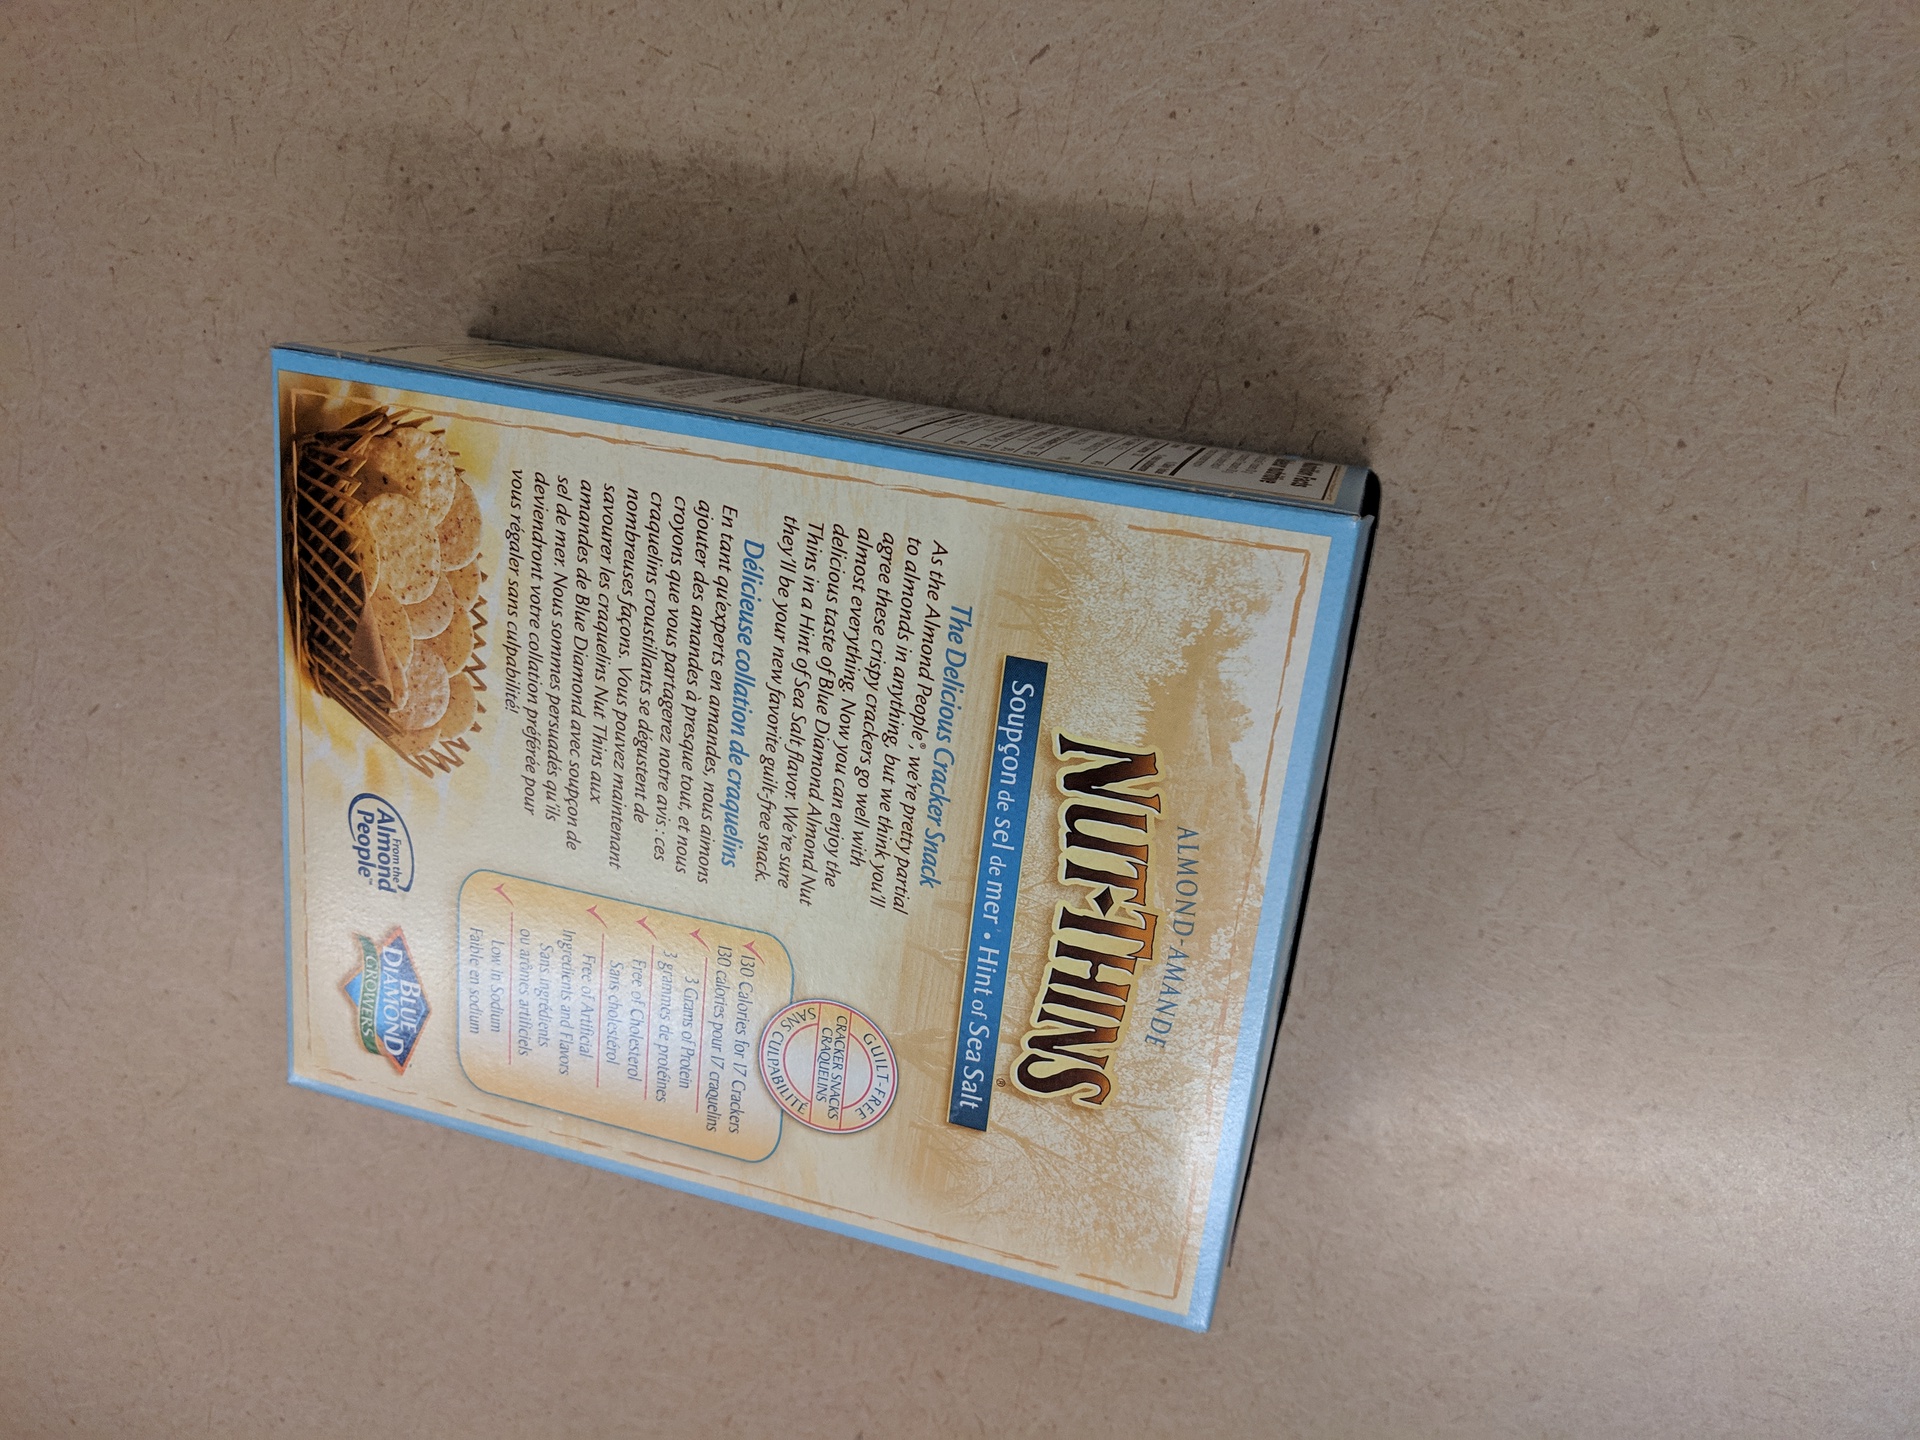 ALMOND-AMANDE
NUT-THINS®
Soupçon de sel de mer • Hint of Sea Salt
The Delicious Cracker Snack
As the Almond People®, we're pretty partial
to almonds in anything, but we think you'll
agree these crispy crackers go well with
almost everything. Now you can enjoy the
delicious taste of Blue Diamond Almond Nut
Thins in a Hint of Sea Salt flavor. We're sure
they'll be your new favorite guilt-free snack.
Délicieuse collation de craquelins
En tant qu'experts en amandes, nous aimons
ajouter des amandes à presque tout, et nous
croyons que vous partagerez notre avis : ces
craquelins croustillants se dégustent de
nombreuses façons. Vous pouvez maintenant
savourer les craquelins Nut Thins aux
amandes de Blue Diamond avec soupçon de
sel de mer. Nous sommes persuadés qu'ils
deviendront votre collation préférée pour
vous régaler sans culpabilité!
GUILT-FREE
CRACKER SNACKS
CRAQUELINS
SANS CULPABILITÉ
130 Calories for 17 Crackers
130 calories pour 17 craquelins
3 Grams of Protein
3 grammes de protéines
Free of Cholesterol
Sans cholestérol
Free of Artificial
Ingredients and Flavors
Sans ingrédients
ou arômes artificiels
Low in Sodium
Faible en sodium
From the
Almond
People™
BLUE
DIAMOND
GROWERS
Nutrition Facts
Valeur nutritive